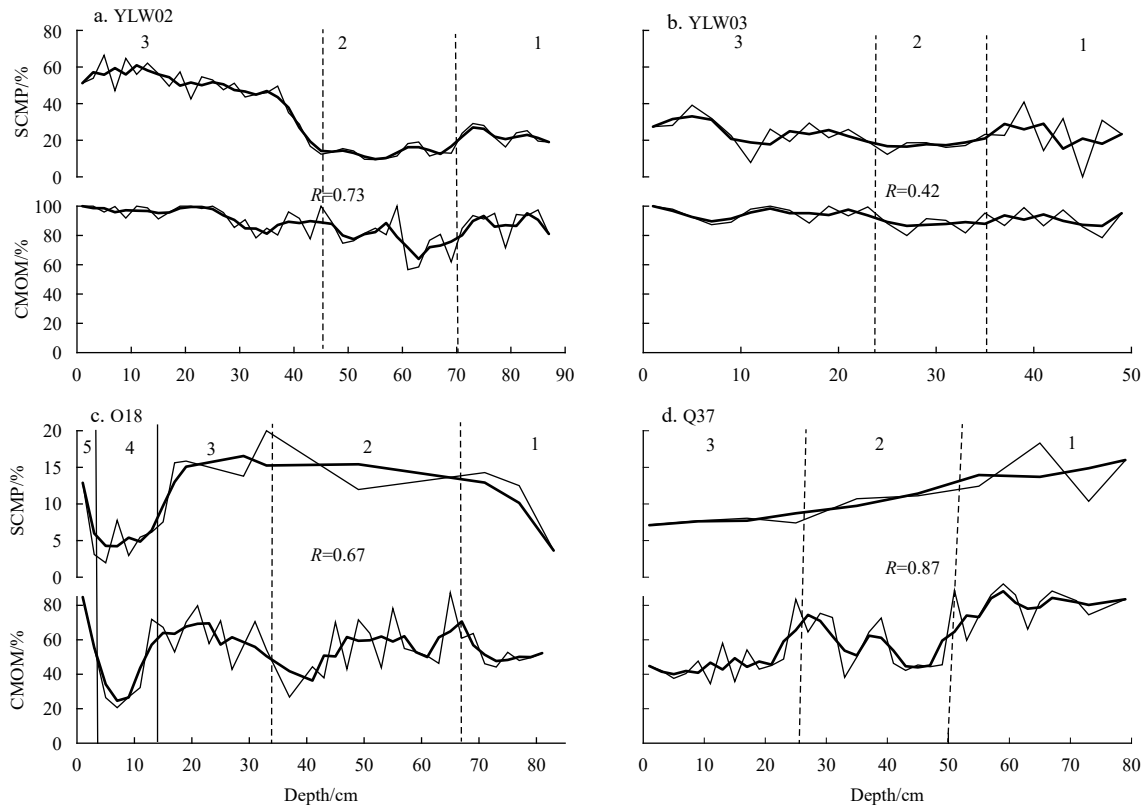 a. YLW02
3 2 1
SCMP/%
80
60
40
20
0
R=0.73
CMOM/%
100
80
60
40
20
0
0 10 20 30 40 50 60 70 80 90
b. YLW03
3 2 1
R=0.42
0 10 20 30 40 50
c. O18
5 4 3 2 1
SCMP/%
20
15
10
5
0
R=0.67
CMOM/%
80
60
40
20
0
0 10 20 30 40 50 60 70 80
Depth/cm
d. Q37
3 2 1
R=0.87
0 10 20 30 40 50 60 70 80
Depth/cm